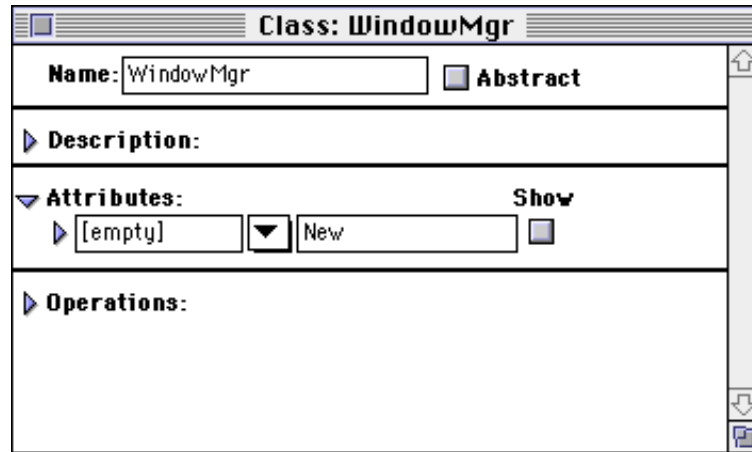 Class: WindowMgr
Name: WindowMgr Abstract
Description:
Attributes: Show
[empty] New
Operations: